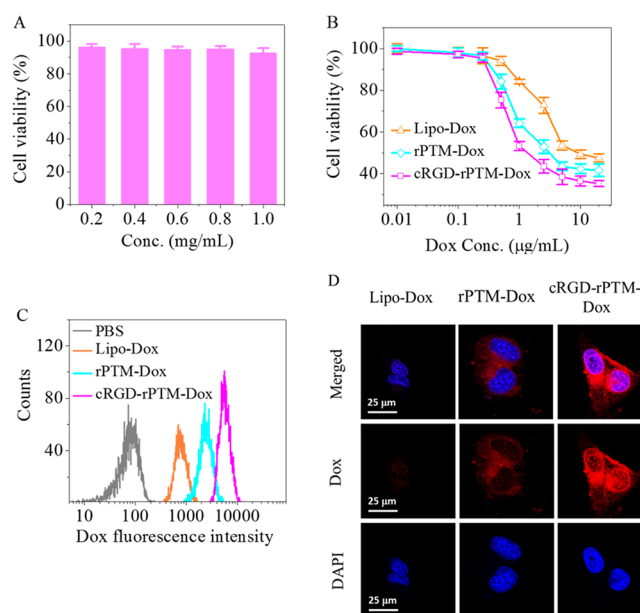 A
Cell viability (%)
100
80
60
40
20
0
0.2 0.4 0.6 0.8 1.0
Conc. (mg/mL)
B
Cell viability (%)
100
80
60
40
Lipo-Dox
rPTM-Dox
cRGD-rPTM-Dox
0.01 0.1 1 10
Dox Conc. (μg/mL)
C
Counts
120
80
40
PBS
Lipo-Dox
rPTM-Dox
cRGD-rPTM-Dox
10 100 1000 10000
Dox fluorescence intensity
D
Lipo-Dox
rPTM-Dox
cRGD-rPTM-
Dox
Merged
25 μm
Dox
25 μm
DAPI
25 μm